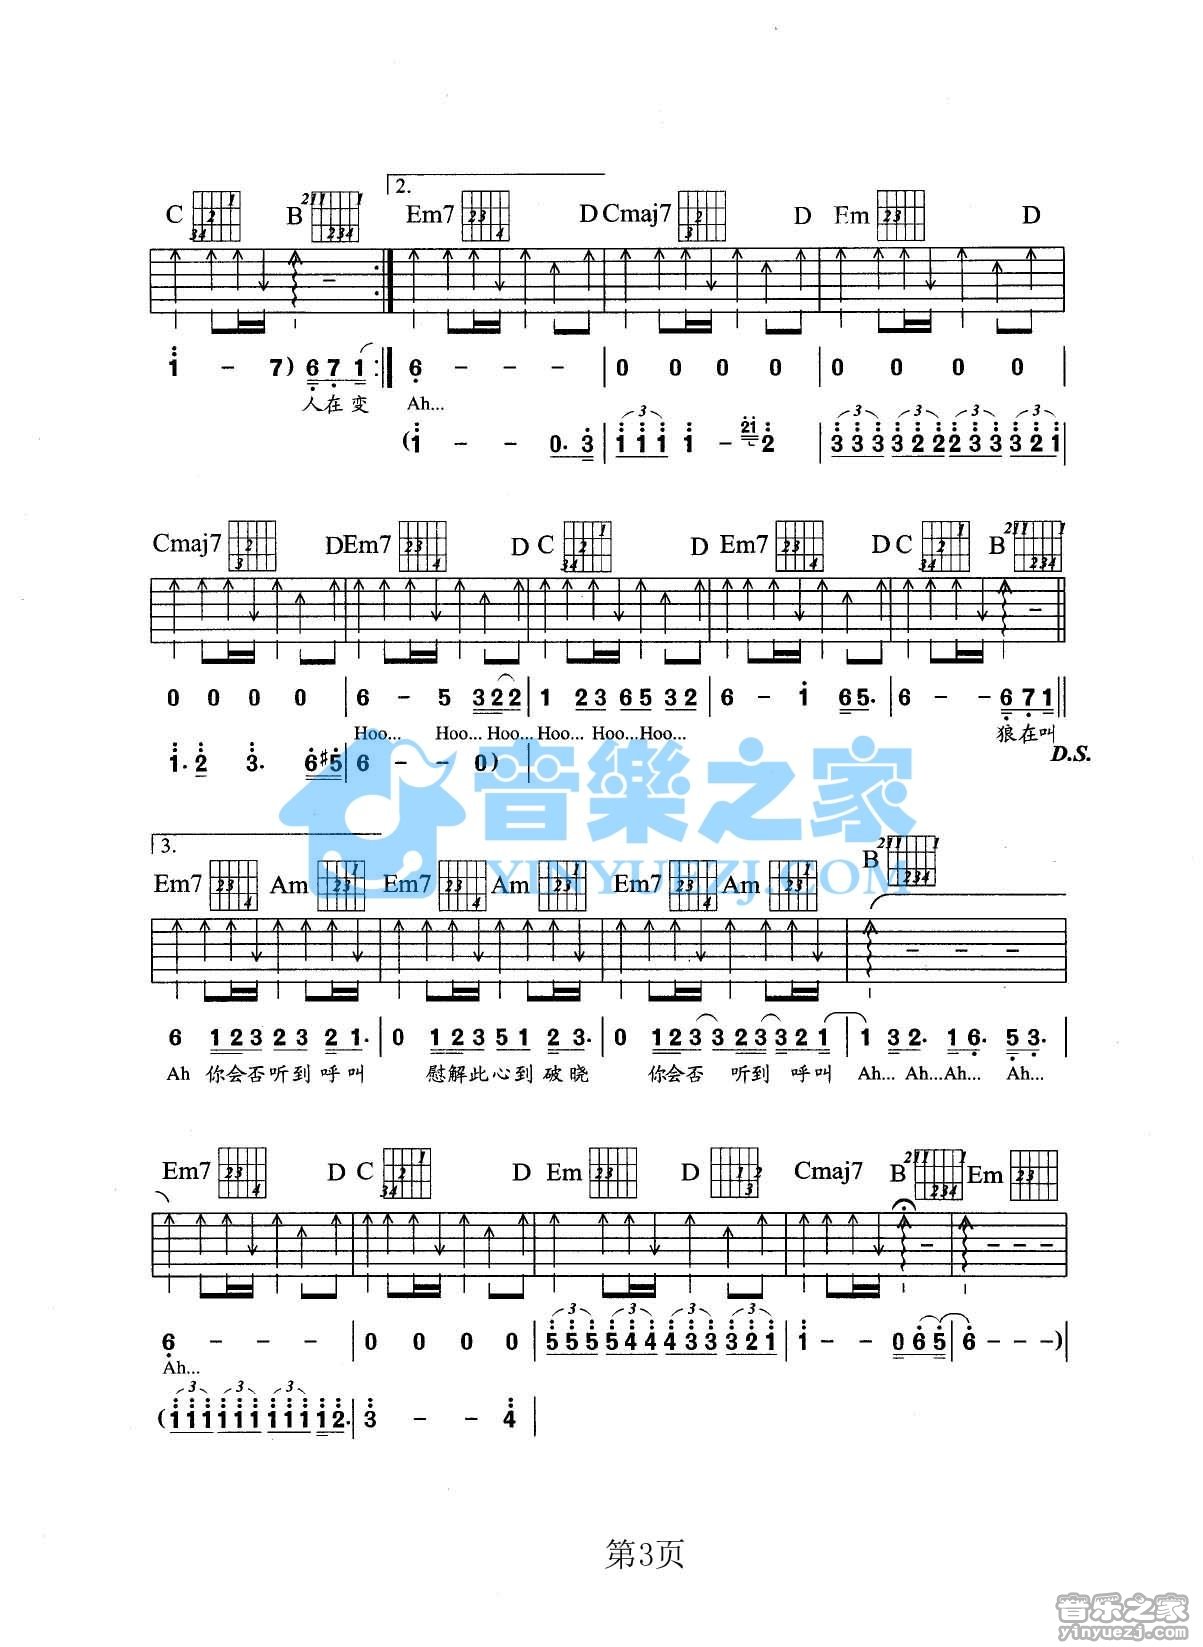 2.
C B Em7 D Cmaj7 D Em D
1 - 7) 6 7 1 6 - - - 0 0 0 0 0 0 0 0
人在变 Ah...
(1 - - 0. 3 1 1 1 1 - 21 2 3 3 3 3 2 2 2 3 3 3 2 1
Cmaj7 D Em7 D C D Em7 D C B
0 0 0 0 6 - 5 3 2 2 1 2 3 6 5 3 2 6 - 1 6 5. 6 - - 6 7 1
Hoo... Hoo... Hoo... Hoo... Hoo... Hoo... 狼在叫
1. 2 3. 6 #5 6 - - 0) D.S.
音樂之家
YINYUEZJ.COM
3.
Em7 Am Em7 Am Em7 Am B
6 1 2 3 2 3 2 1. 0 1 2 3 5 1 2 3. 0 1 2 3 2 3 3 2 1 1 3 2. 1 6. 5 3.
Ah 你会否听到 呼叫 慰解此心到 破晓 你会否 听到 呼叫 Ah... Ah...Ah... Ah...
Em7 D C D Em D Cmaj7 B Em
6 - - - 0 0 0 0 5 5 5 5 4 4 4 3 3 3 2 1 1 - - 0 6 5 6 - - -)
Ah...
(1 1 1 1 1 1 1 1 1 1 2. 3 - - 4
第3页
音乐之家
yinyuezj.com